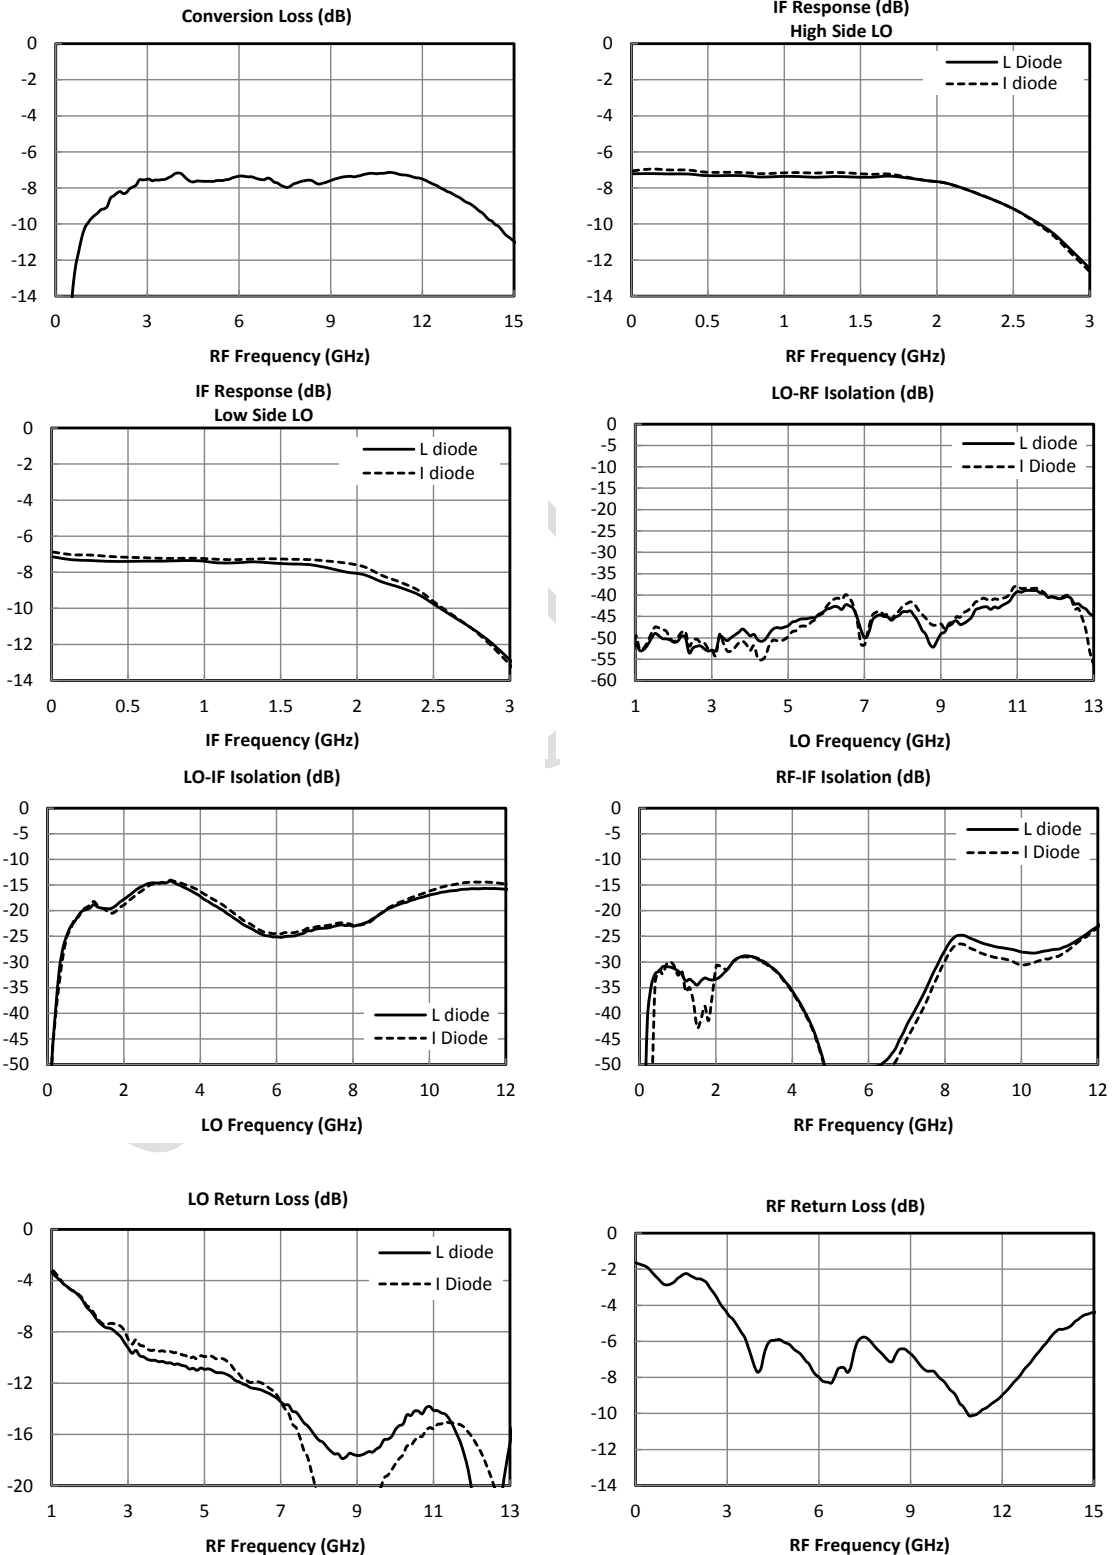 Conversion Loss (dB)
0
-2
-4
-6
-8
-10
-12
-14
0 3 6 9 12 15
RF Frequency (GHz)
IF Response (dB)
High Side LO
L Diode
I diode
0
-2
-4
-6
-8
-10
-12
-14
0 0.5 1 1.5 2 2.5 3
RF Frequency (GHz)
IF Response (dB)
Low Side LO
L diode
I diode
0
-2
-4
-6
-8
-10
-12
-14
0 0.5 1 1.5 2 2.5 3
IF Frequency (GHz)
LO-RF Isolation (dB)
L diode
I Diode
0
-5
-10
-15
-20
-25
-30
-35
-40
-45
-50
-55
-60
1 3 5 7 9 11 13
LO Frequency (GHz)
LO-IF Isolation (dB)
0
-5
-10
-15
-20
-25
-30
-35
-40
-45
-50
L diode
I Diode
0 2 4 6 8 10 12
LO Frequency (GHz)
RF-IF Isolation (dB)
L diode
I Diode
0
-5
-10
-15
-20
-25
-30
-35
-40
-45
-50
0 2 4 6 8 10 12
RF Frequency (GHz)
LO Return Loss (dB)
L diode
I Diode
0
-4
-8
-12
-16
-20
1 3 5 7 9 11 13
RF Frequency (GHz)
RF Return Loss (dB)
0
-2
-4
-6
-8
-10
-12
-14
0 3 6 9 12 15
RF Frequency (GHz)